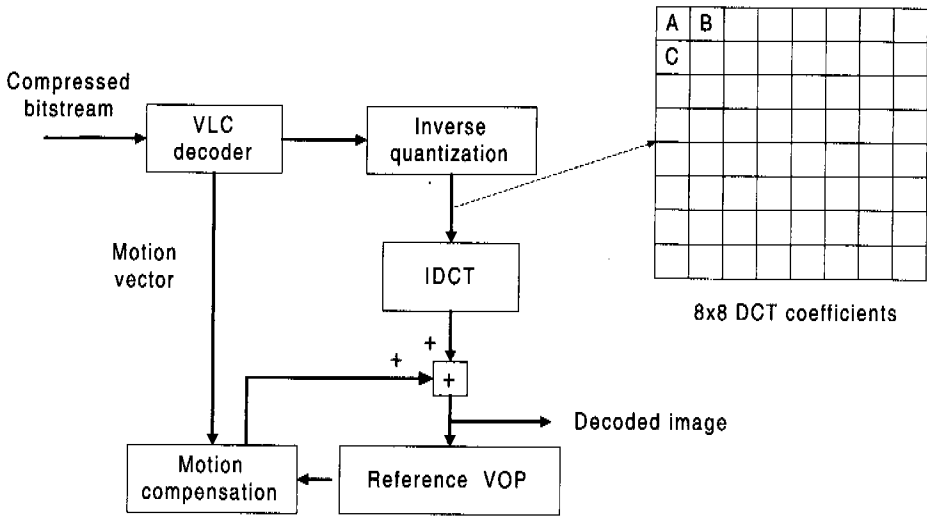 A B
C
Compressed
bitstream
VLC
decoder
Inverse
quantization
Motion
vector
IDCT
8x8 DCT coefficients
+
+
+
Decoded image
Motion
compensation
Reference VOP